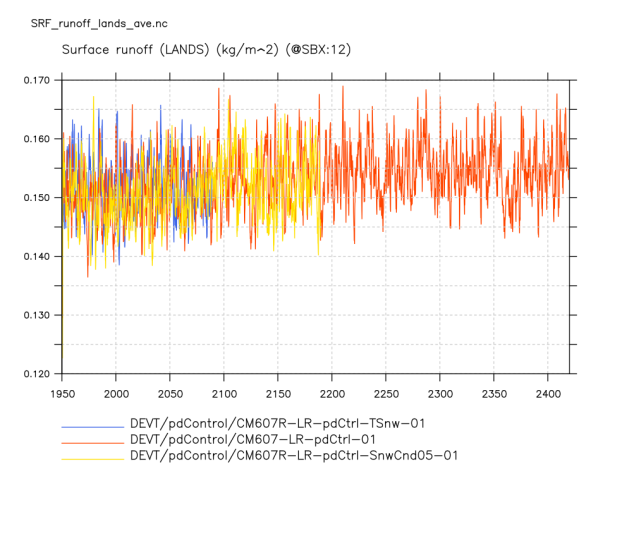 SRF_runoff_lands_ave.nc
Surface runoff (LANDS) (kg/m^2) (@SBX:12)
0.170
0.160
0.150
0.140
0.130
0.120
1950 2000 2050 2100 2150 2200 2250 2300 2350 2400
DEVT/pdControl/CM607R-LR-pdCtrl-TSnw-01
DEVT/pdControl/CM607-LR-pdCtrl-01
DEVT/pdControl/CM607R-LR-pdCtrl-SnwCnd05-01